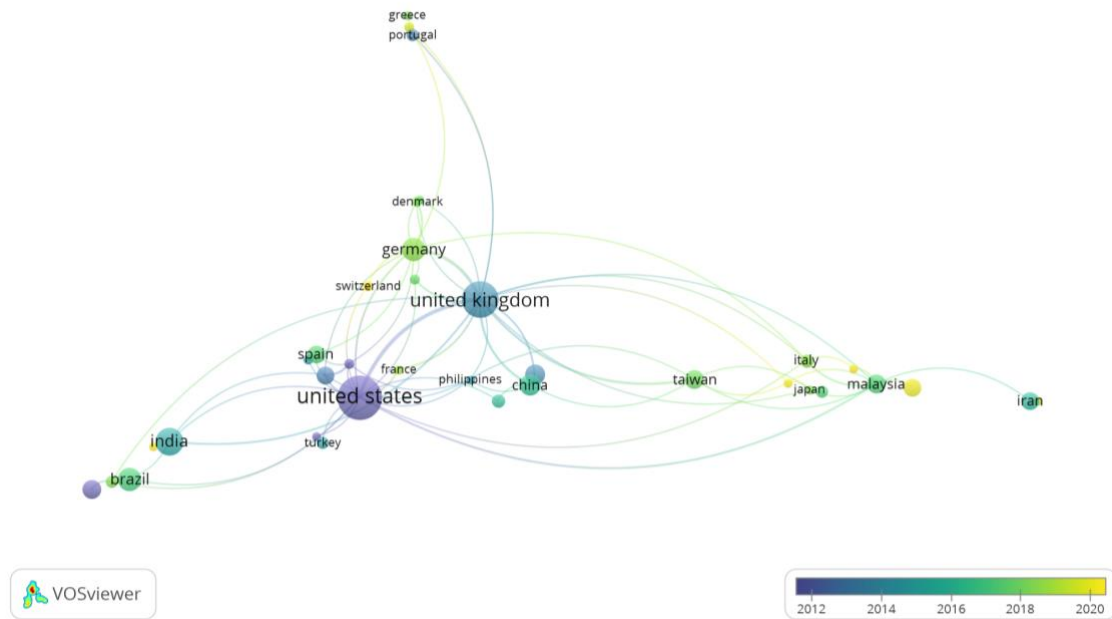 greece
portugal
denmark
germany
switzerland
united kingdom
spain
france
philippines
china
taiwan
italy
japan
malaysia
iran
united states
turkey
india
brazil
VOSviewer
2012 2014 2016 2018 2020